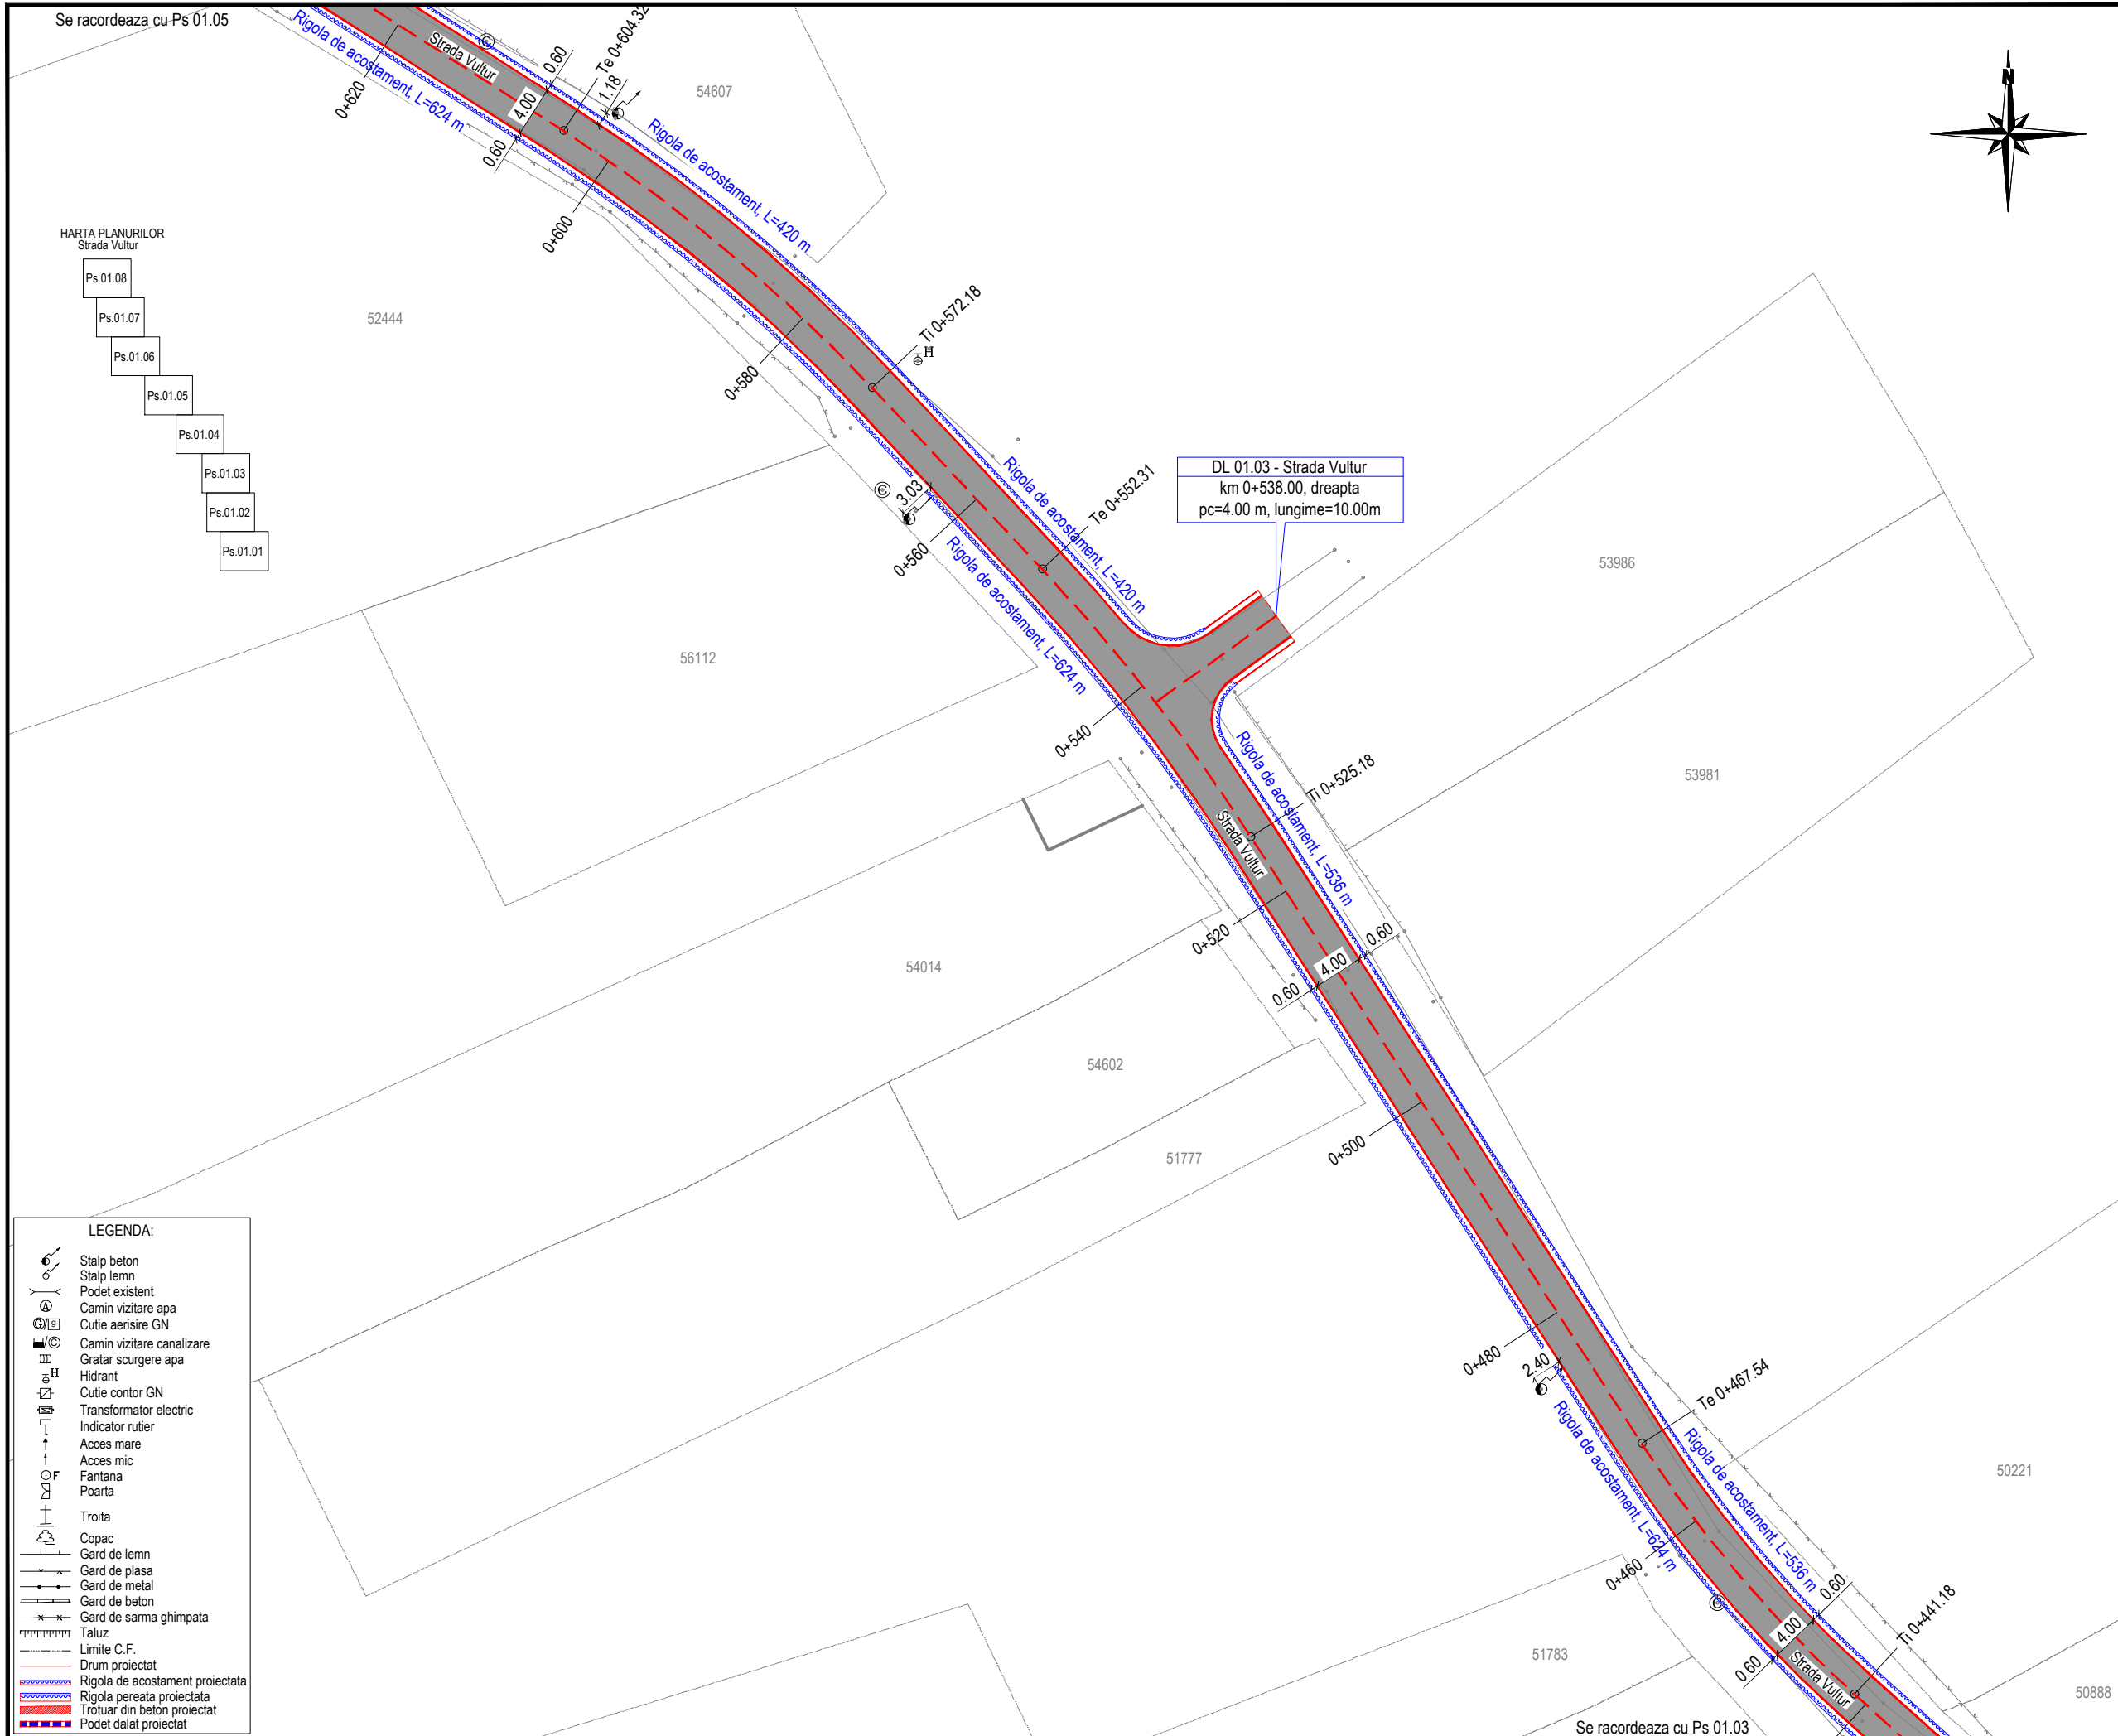 Se racordeaza cu Ps 01.05
Rigola de acostament, L=624 m
Strada Vultur
©
0+620
0.60
4.00
0.60
Te 0+604.32
1.18
54607
Rigola de acostament, L=420 m
0+600
N
HARTA PLANURILOR
Strada Vultur
Ps.01.08
Ps.01.07
Ps.01.06
Ps.01.05
Ps.01.04
Ps.01.03
Ps.01.02
Ps.01.01
52444
Ti 0+572.18
H
0+580
©
3.03
0+560
Rigola de acostament, L=420 m
Te 0+552.31
DL 01.03 - Strada Vultur
km 0+538.00, dreapta
pc=4.00 m, lungime=10.00m
Rigola de acostament, L=624 m
53986
56112
0+540
Rigola de acostament, L=536 m
Ti 0+525.18
53981
Strada Vultur
0+520
0.60
4.00
0.60
54014
54602
0+500
51777
0+480
2.40
Te 0+467.54
Rigola de acostament, L=624 m
Rigola de acostament, L=536 m
50221
0+460
©
0.60
4.00
0.60
Ti 0+441.18
Strada Vultur
51783
50888
Se racordeaza cu Ps 01.03
LEGENDA:
Stalp beton
Stalp lemn
Podet existent
A Camin vizitare apa
G/g Cutie aerisire GN
/© Camin vizitare canalizare
Gratar scurgere apa
H Hidrant
Cutie contor GN
Transformator electric
Indicator rutier
Acces mare
Acces mic
F Fantana
Poarta
Troita
Copac
Gard de lemn
Gard de plasa
Gard de metal
Gard de beton
Gard de sarma ghimpata
Taluz
Limite C.F.
Drum proiectat
Rigola de acostament proiectata
Rigola pereata proiectata
Trotuar din beton proiectat
Podet dalat proiectat